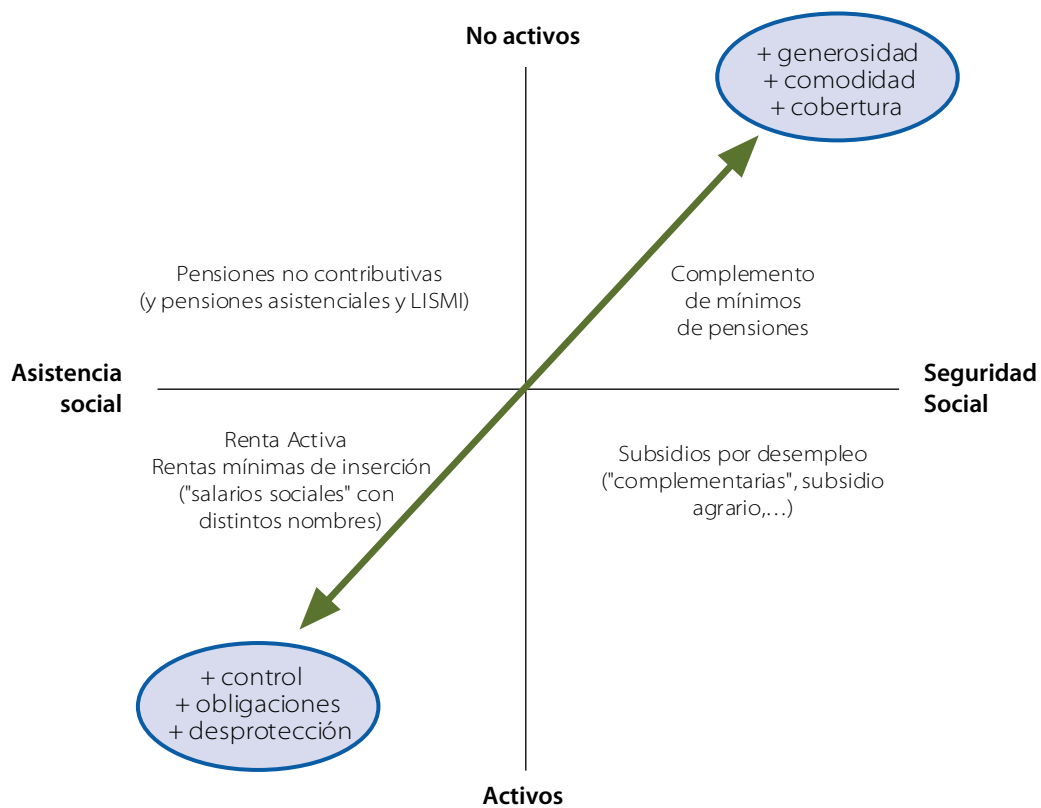 No activos
+ generosidad
+ comodidad
+ cobertura
Pensiones no contributivas
(y pensiones asistenciales y LISMI)
Complemento
de mínimos
de pensiones
Asistencia
social
Seguridad
Social
Renta Activa
Rentas mínimas de inserción
("salarios sociales" con
distintos nombres)
Subsidios por desempleo
("complementarias", subsidio
agrario,…)
+ control
+ obligaciones
+ desprotección
Activos